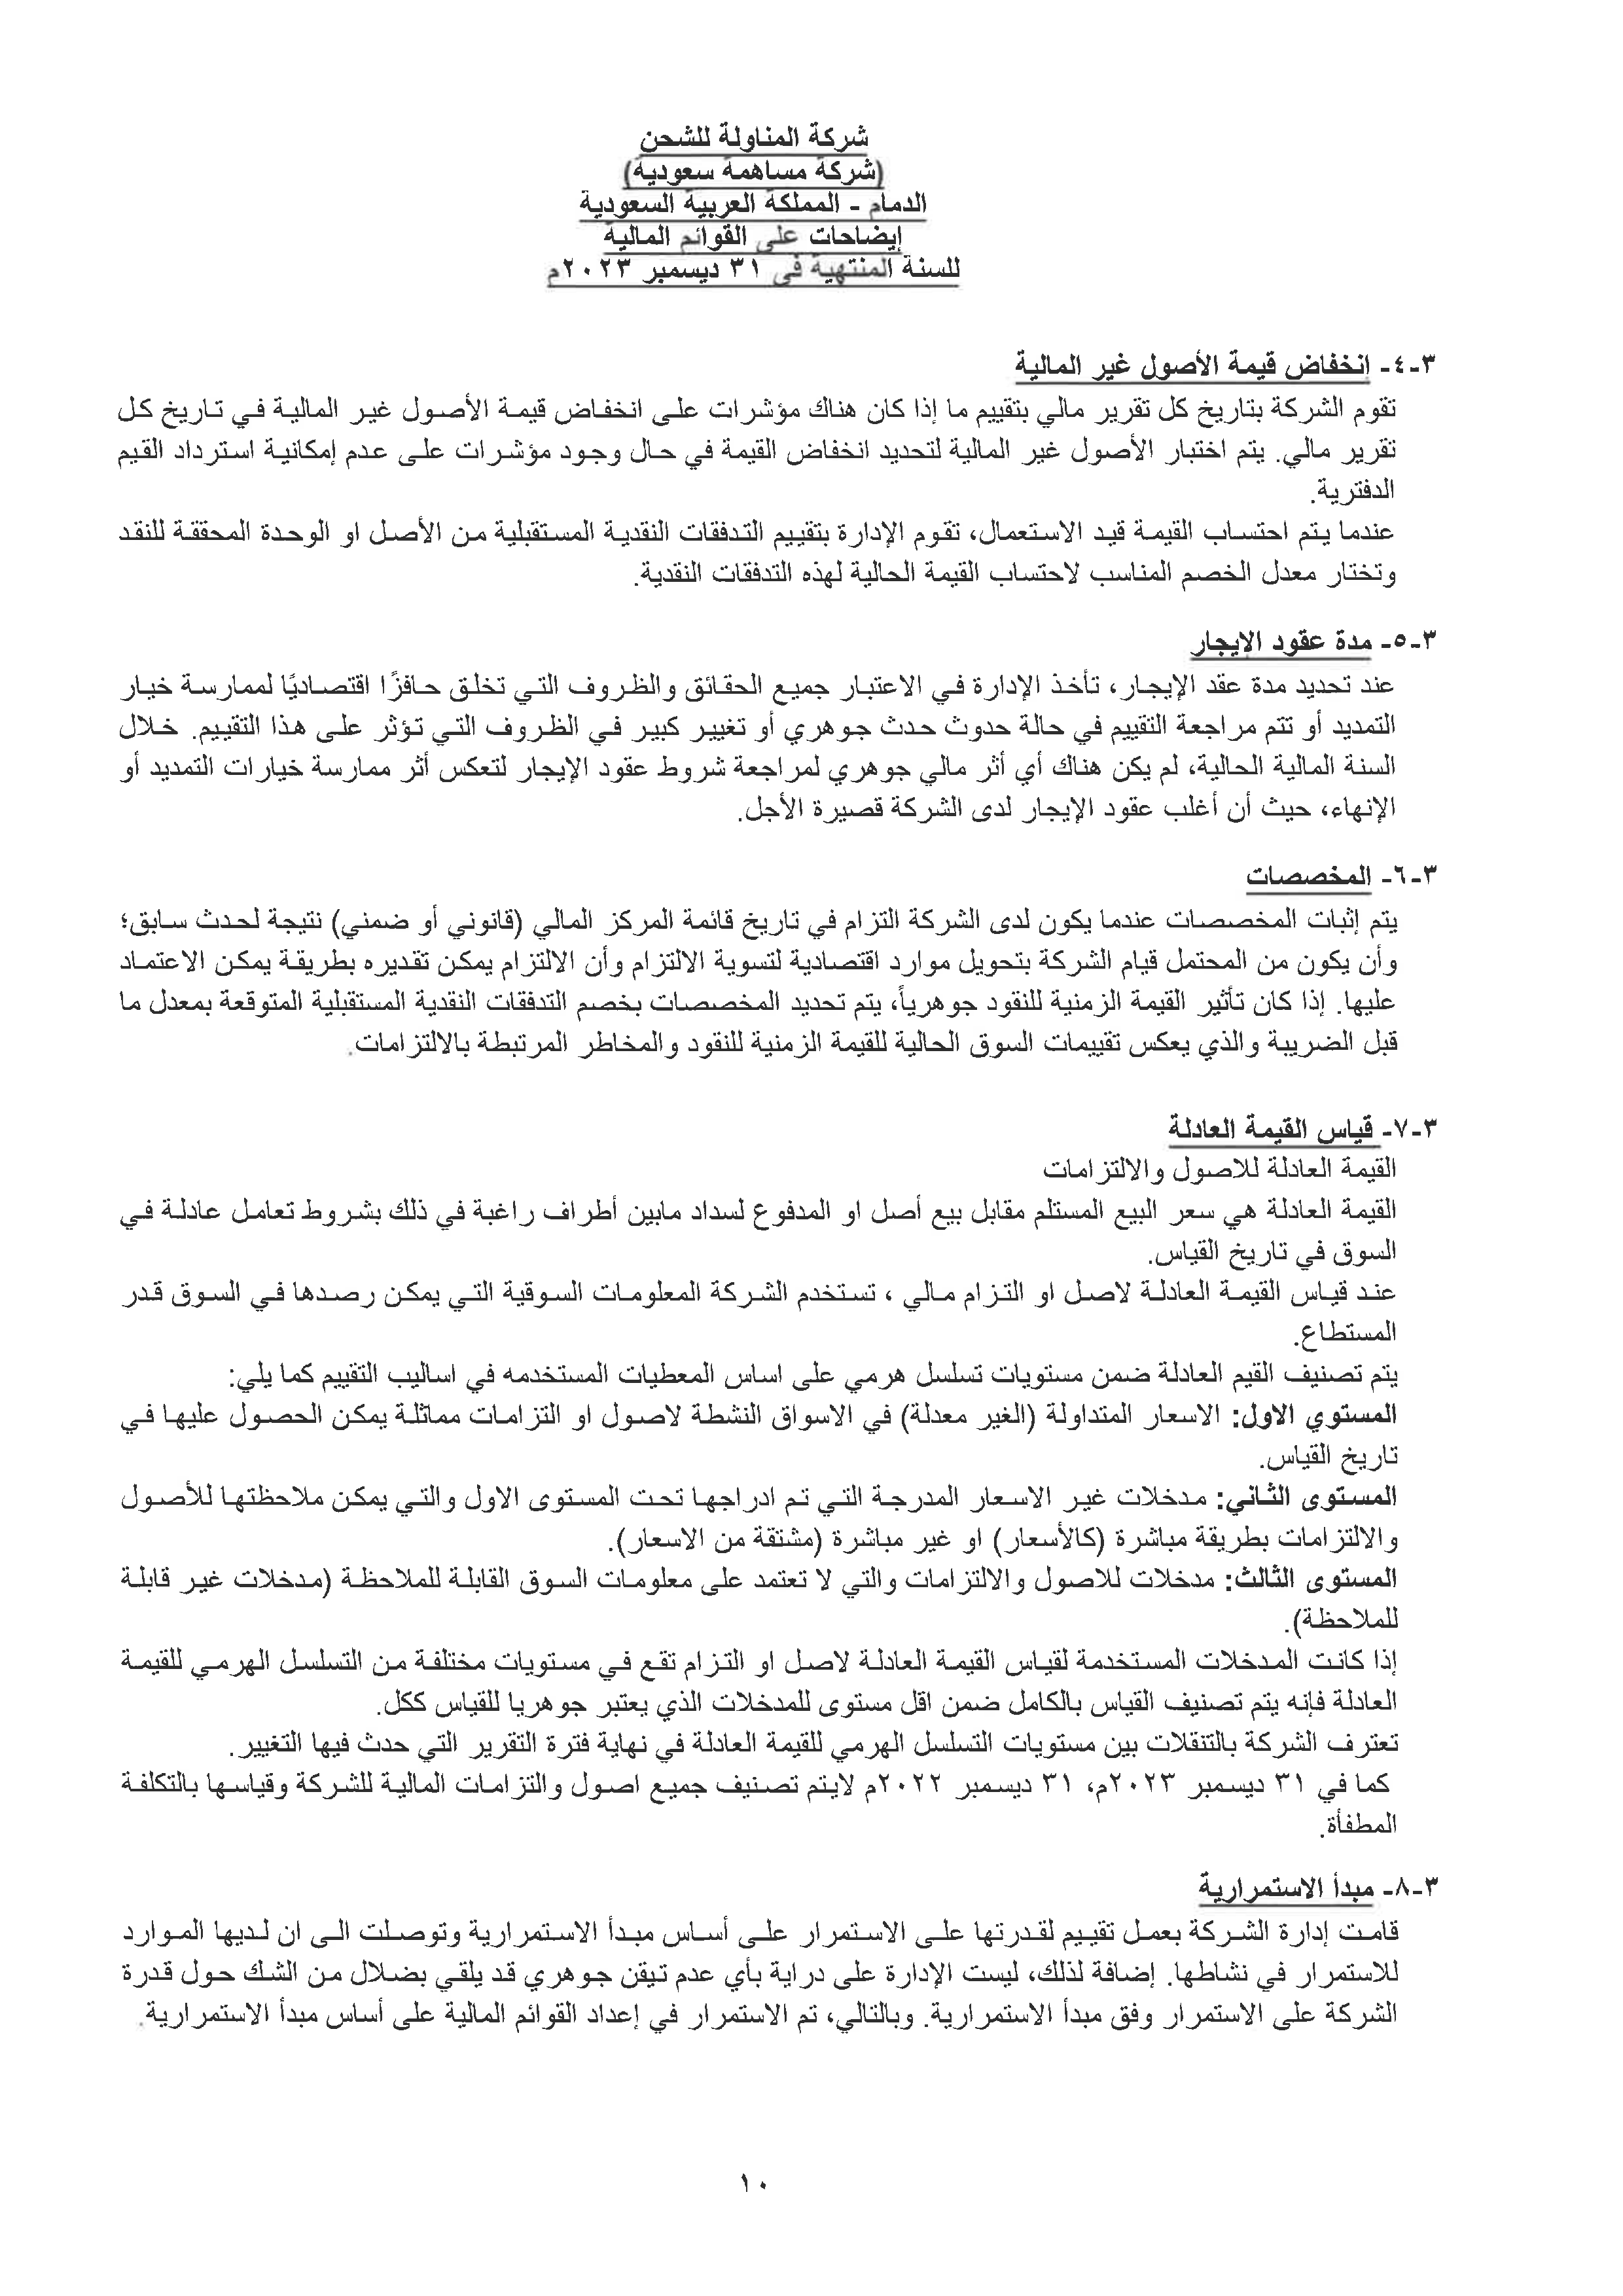 شركة المناولة للشحن
(شركة مساهمة سعودية)
الدمام - المملكة العربية السعودية
إيضاحات على القوائم المالية
للسنة المنتهية في ٣١ ديسمبر ٢٠٢٣م
٣-٤- إنخفاض قيمة الأصول غير المالية
تقوم الشركة بتاريخ كل تقرير مالي بتقييم ما إذا كان هناك مؤشرات على انخفاض قيمة الأصول غير المالية في تاريخ كل
تقرير مالي. يتم اختبار الأصول غير المالية لتحديد انخفاض القيمة في حال وجود مؤشرات على عدم إمكانية استرداد القيم
الدفترية.
عندما يتم احتساب القيمة قيد الاستعمال، تقوم الإدارة بتقييم التدفقات النقدية المستقبلية من الأصل او الوحدة المحققة للنقد
وتختار معدل الخصم المناسب لاحتساب القيمة الحالية لهذه التدفقات النقدية.
٣-٥- مدة عقود الإيجار
عند تحديد مدة عقد الإيجار، تأخذ الإدارة في الاعتبار جميع الحقائق والظروف التي تخلق حافزًا اقتصاديًا لممارسة خيار
التمديد أو تتم مراجعة التقييم في حالة حدوث حدث جوهري أو تغيير كبير في الظروف التي تؤثر على هذا التقييم. خلال
السنة المالية الحالية، لم يكن هناك أي أثر مالي جوهري لمراجعة شروط عقود الإيجار لتعكس أثر ممارسة خيارات التمديد أو
الإنهاء، حيث أن أغلب عقود الإيجار لدى الشركة قصيرة الأجل.
٣-٦- المخصصات
يتم إثبات المخصصات عندما يكون لدى الشركة التزام في تاريخ قائمة المركز المالي (قانوني أو ضمني) نتيجة لحدث سابق؛
وأن يكون من المحتمل قيام الشركة بتحويل موارد اقتصادية لتسوية الالتزام وأن الالتزام يمكن تقديره بطريقة يمكن الاعتماد
عليها. إذا كان تأثير القيمة الزمنية للنقود جوهرياً، يتم تحديد المخصصات بخصم التدفقات النقدية المستقبلية المتوقعة بمعدل ما
قبل الضريبة والذي يعكس تقييمات السوق الحالية للقيمة الزمنية للنقود والمخاطر المرتبطة بالالتزامات.
٣-٧- قياس القيمة العادلة
القيمة العادلة للاصول والالتزامات
القيمة العادلة هي سعر البيع المستلم مقابل بيع أصل او المدفوع لسداد مابين أطراف راغبة في ذلك بشروط تعامل عادلة في
السوق في تاريخ القياس.
عند قياس القيمة العادلة لاصل او التزام مالي ، تستخدم الشركة المعلومات السوقية التي يمكن رصدها في السوق قدر
المستطاع.
يتم تصنيف القيم العادلة ضمن مستويات تسلسل هرمي على اساس المعطيات المستخدمه في اساليب التقييم كما يلي:
المستوي الاول: الاسعار المتداولة (الغير معدلة) في الاسواق النشطة لاصول او التزامات مماثلة يمكن الحصول عليها في
تاريخ القياس.
المستوى الثاني: مدخلات غير الاسعار المدرجة التي تم ادراجها تحت المستوى الاول والتي يمكن ملاحظتها للأصول
والالتزامات بطريقة مباشرة (كالأسعار) او غير مباشرة (مشتقة من الاسعار).
المستوى الثالث: مدخلات للاصول والالتزامات والتي لا تعتمد على معلومات السوق القابلة للملاحظة (مدخلات غير قابلة
للملاحظة).
إذا كانت المدخلات المستخدمة لقياس القيمة العادلة لاصل او التزام تقع في مستويات مختلفة من التسلسل الهرمي للقيمة
العادلة فإنه يتم تصنيف القياس بالكامل ضمن اقل مستوى للمدخلات الذي يعتبر جوهريا للقياس ككل.
تعترف الشركة بالتنقلات بين مستويات التسلسل الهرمي للقيمة العادلة في نهاية فترة التقرير التي حدث فيها التغيير.
كما في ٣١ ديسمبر ٢٠٢٣م، ٣١ ديسمبر ٢٠٢٢م لايتم تصنيف جميع اصول والتزامات المالية للشركة وقياسها بالتكلفة
المطفأة.
٣-٨- مبدأ الاستمرارية
قامت إدارة الشركة بعمل تقييم لقدرتها على الاستمرار على أساس مبدأ الاستمرارية وتوصلت الى ان لديها الموارد
للاستمرار في نشاطها. إضافة لذلك، ليست الإدارة على دراية بأي عدم تيقن جوهري قد يلقي بضلال من الشك حول قدرة
الشركة على الاستمرار وفق مبدأ الاستمرارية. وبالتالي، تم الاستمرار في إعداد القوائم المالية على أساس مبدأ الاستمرارية.
١٠